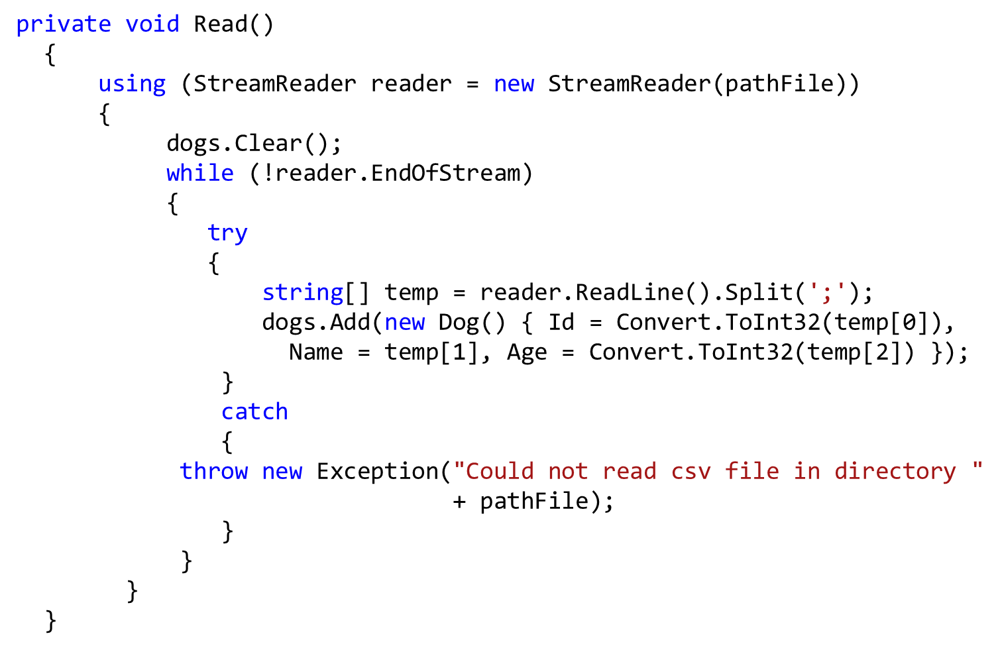 private void Read()
{
using (StreamReader reader = new StreamReader(pathFile))
{
dogs.Clear();
while (!reader.EndOfStream)
{
try
{
string[] temp = reader.ReadLine().Split(';');
dogs.Add(new Dog() { Id = Convert.ToInt32(temp[0]),
Name = temp[1], Age = Convert.ToInt32(temp[2]) });
}
catch
{
throw new Exception("Could not read csv file in directory "
+ pathFile);
}
}
}
}